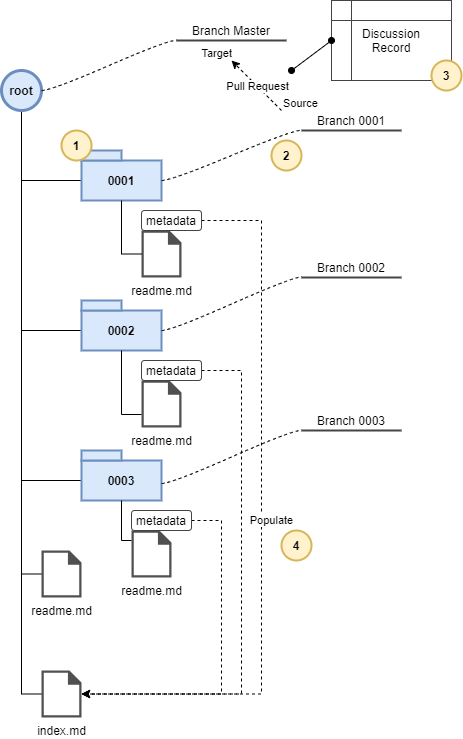 Branch Master
Target
Discussion
Record
Pull Request
3
root
Source
Branch 0001
1
2
0001
metadata
readme.md
Branch 0002
0002
metadata
readme.md
Branch 0003
0003
metadata
Populate
4
readme.md
readme.md
index.md